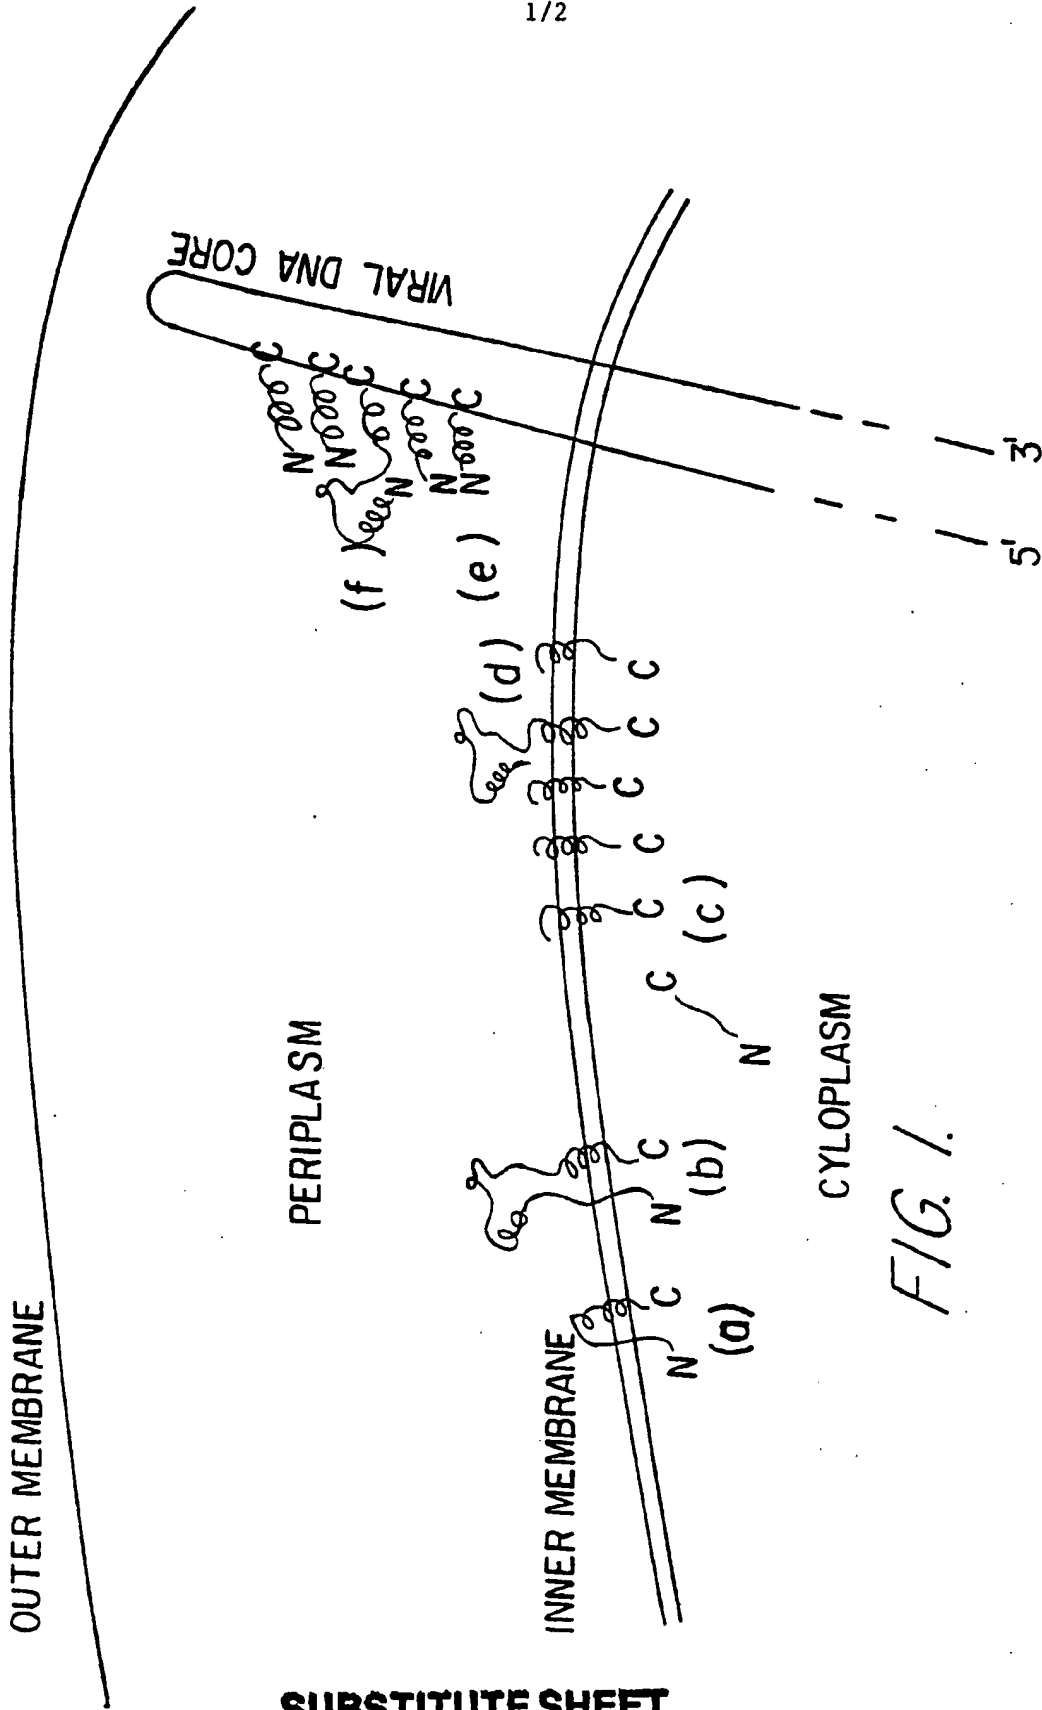 1/2
OUTER MEMBRANE
PERIPLASM
INNER MEMBRANE
VIRAL DNA CORE
C
C
C
C
C
N
N
N
N
N
(f)
(e)
(d)
C
C
C
C
C
(c)
C
N
C
N
(b)
C
N
(a)
CYLOPLASM
5'
3'
FIG. 1.
SUBSTITUTE SHEET